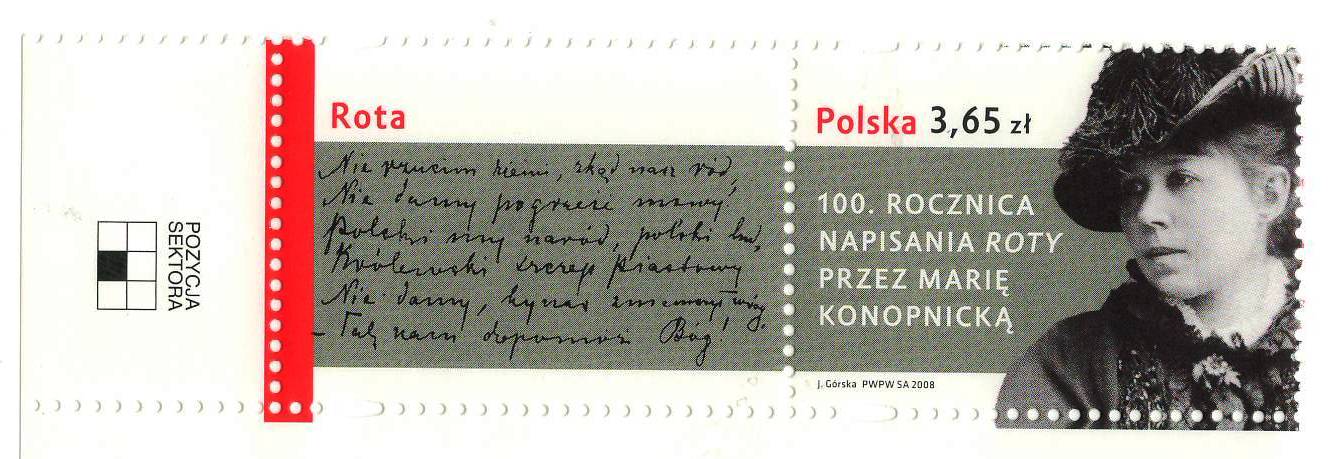 POZYCJA
SEKTORA
Rota
Nie rzucim ziemi, skąd nasz ród,
Nie damy pogrześć mowy!
Polski my naród, polski lud,
Królewski szczep Piastowy
Nie damy, by nas zniemczył wróg,
– Tak nam dopomóż Bóg!
Polska 3,65 zł
100. ROCZNICA
NAPISANIA ROTY
PRZEZ MARIĘ
KONOPNICKĄ
J. Górska PWPW SA 2008